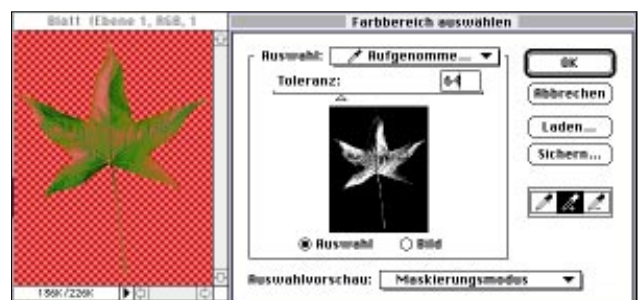 Blatt (Ebene 1, RGB, 1
196K/226K
Farbbereich auswählen
Auswahl: Aufgenomme...
Toleranz: 64
Auswahl Bild
OK
Abbrechen
Laden...
Sichern...
Auswahlvorschau: Maskierungsmodus